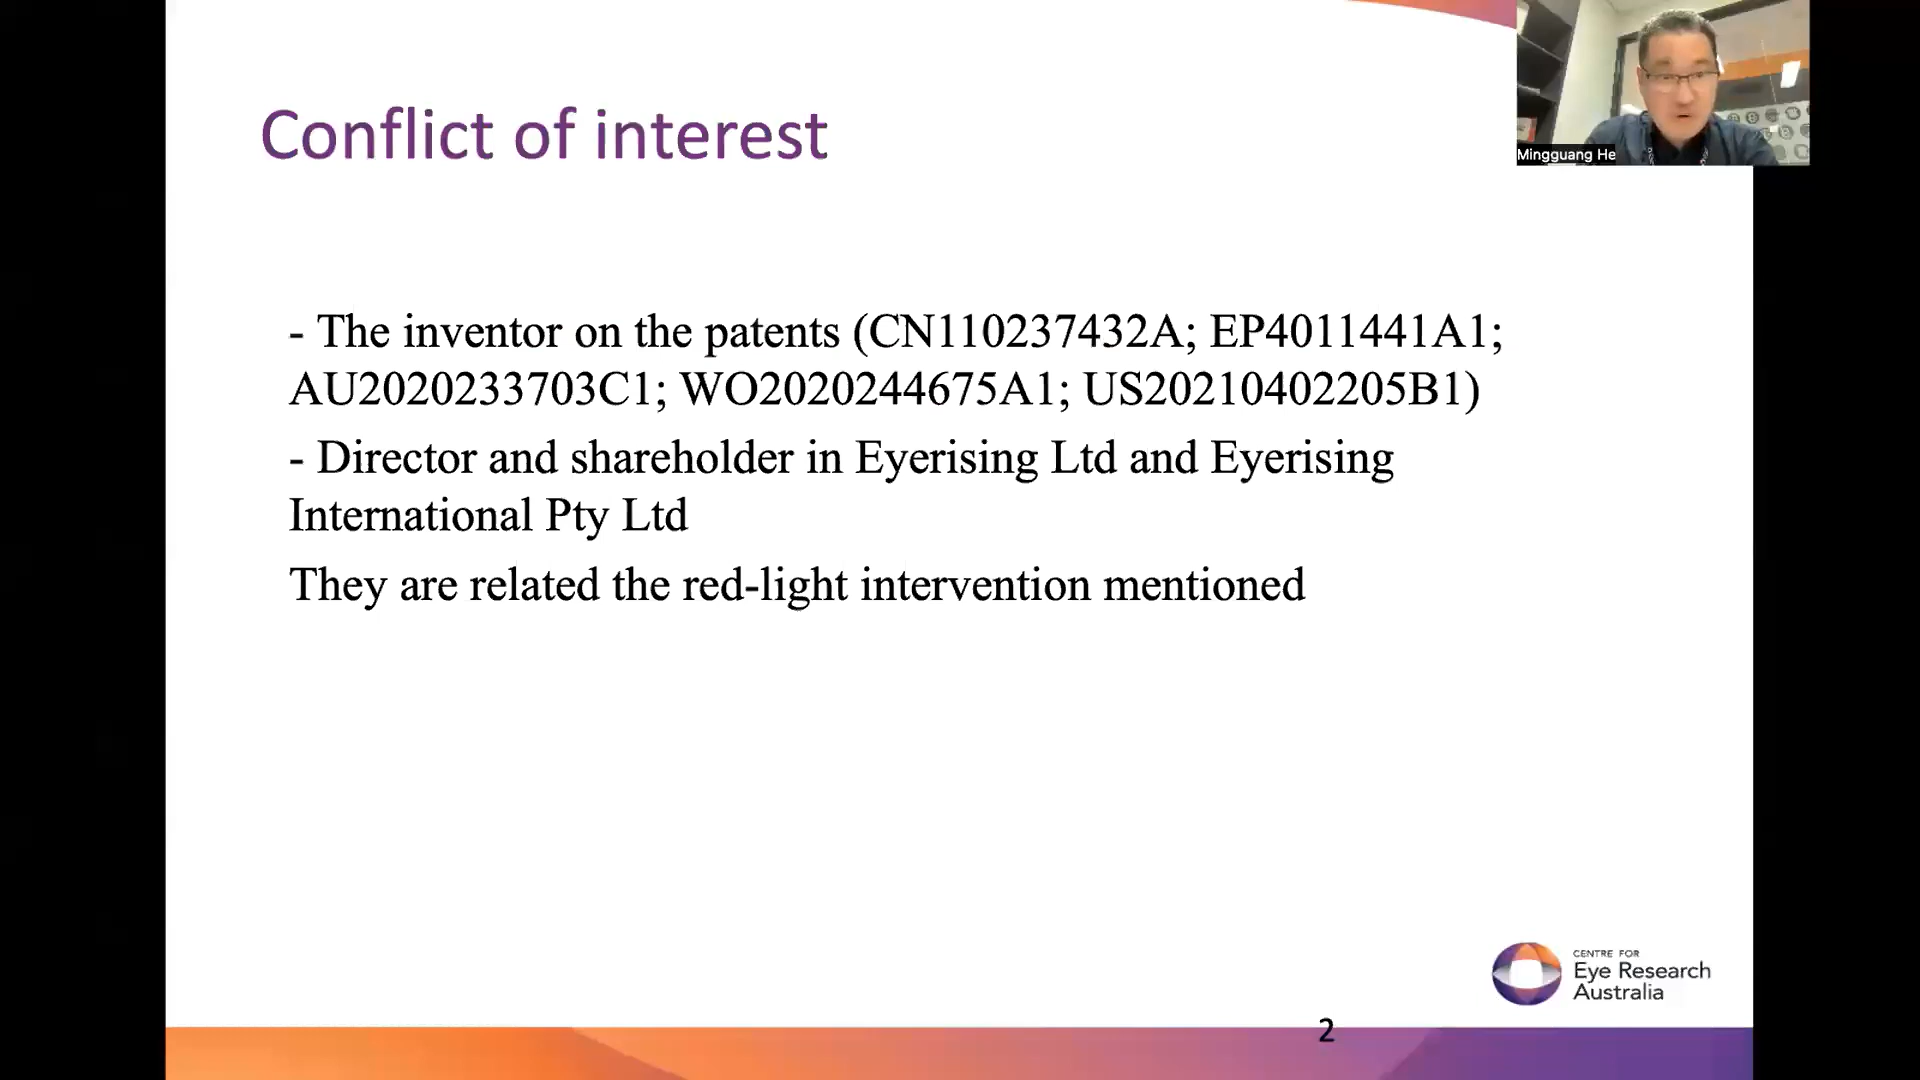 Conflict of interest
Mingguang He
- The inventor on the patents (CN110237432A; EP4011441A1;
AU2020233703C1; WO2020244675A1; US20210402205B1)
- Director and shareholder in Eyerising Ltd and Eyerising
International Pty Ltd
They are related the red-light intervention mentioned
CENTRE FOR
Eye Research
Australia
2